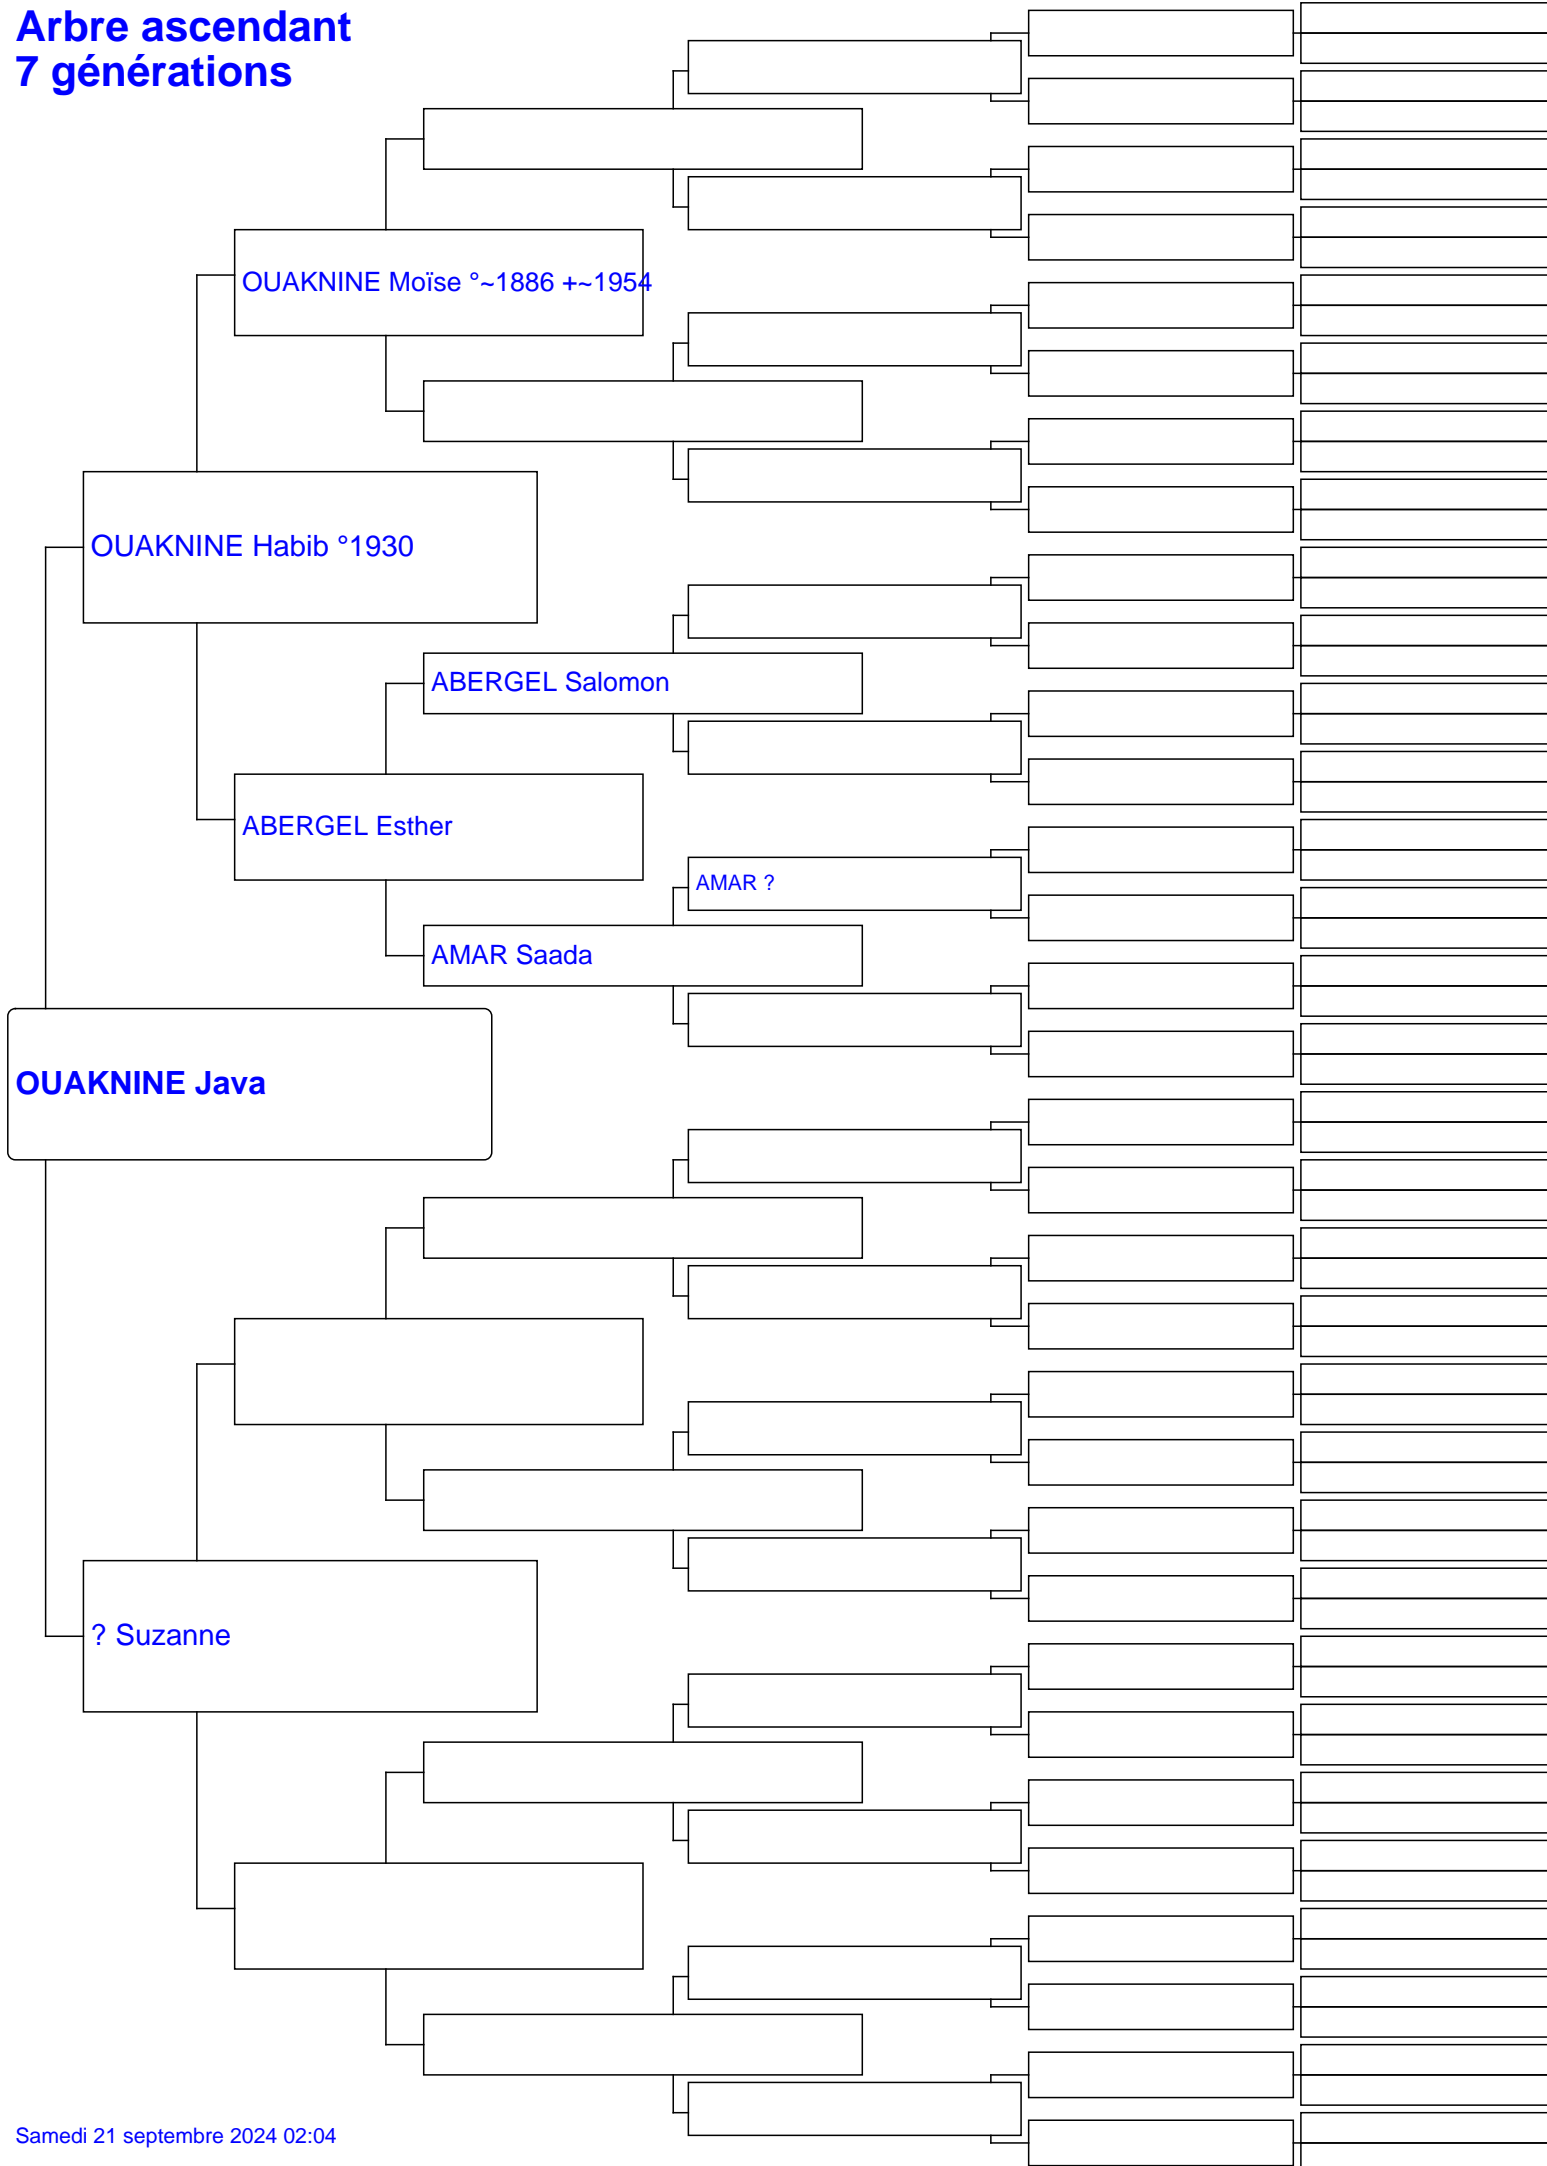 Arbre ascendant
7 générations
OUAKNINE Moïse °~1886 +~1954
OUAKNINE Habib °1930
ABERGEL Salomon
ABERGEL Esther
AMAR ?
AMAR Saada
OUAKNINE Java
? Suzanne
Samedi 21 septembre 2024 02:04